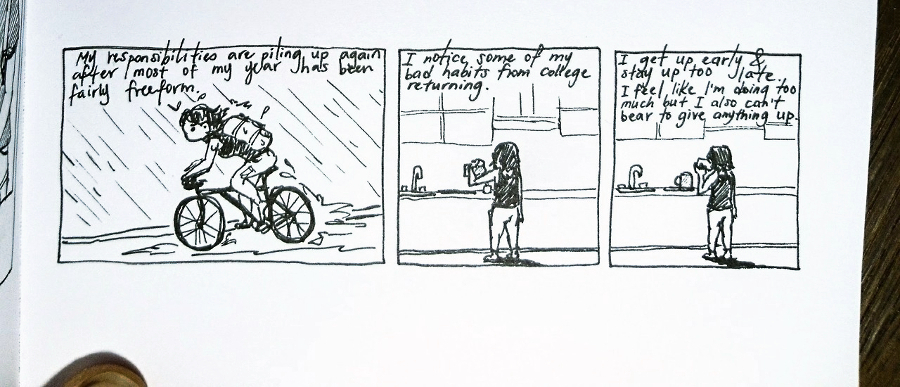 My responsibilities are piling up again
after most of my year has been
fairly freeform.
I notice some of my
bad habits from college
returning.
I get up early &
stay up too late.
I feel like I'm doing too
much but I also can't
bear to give anything up.